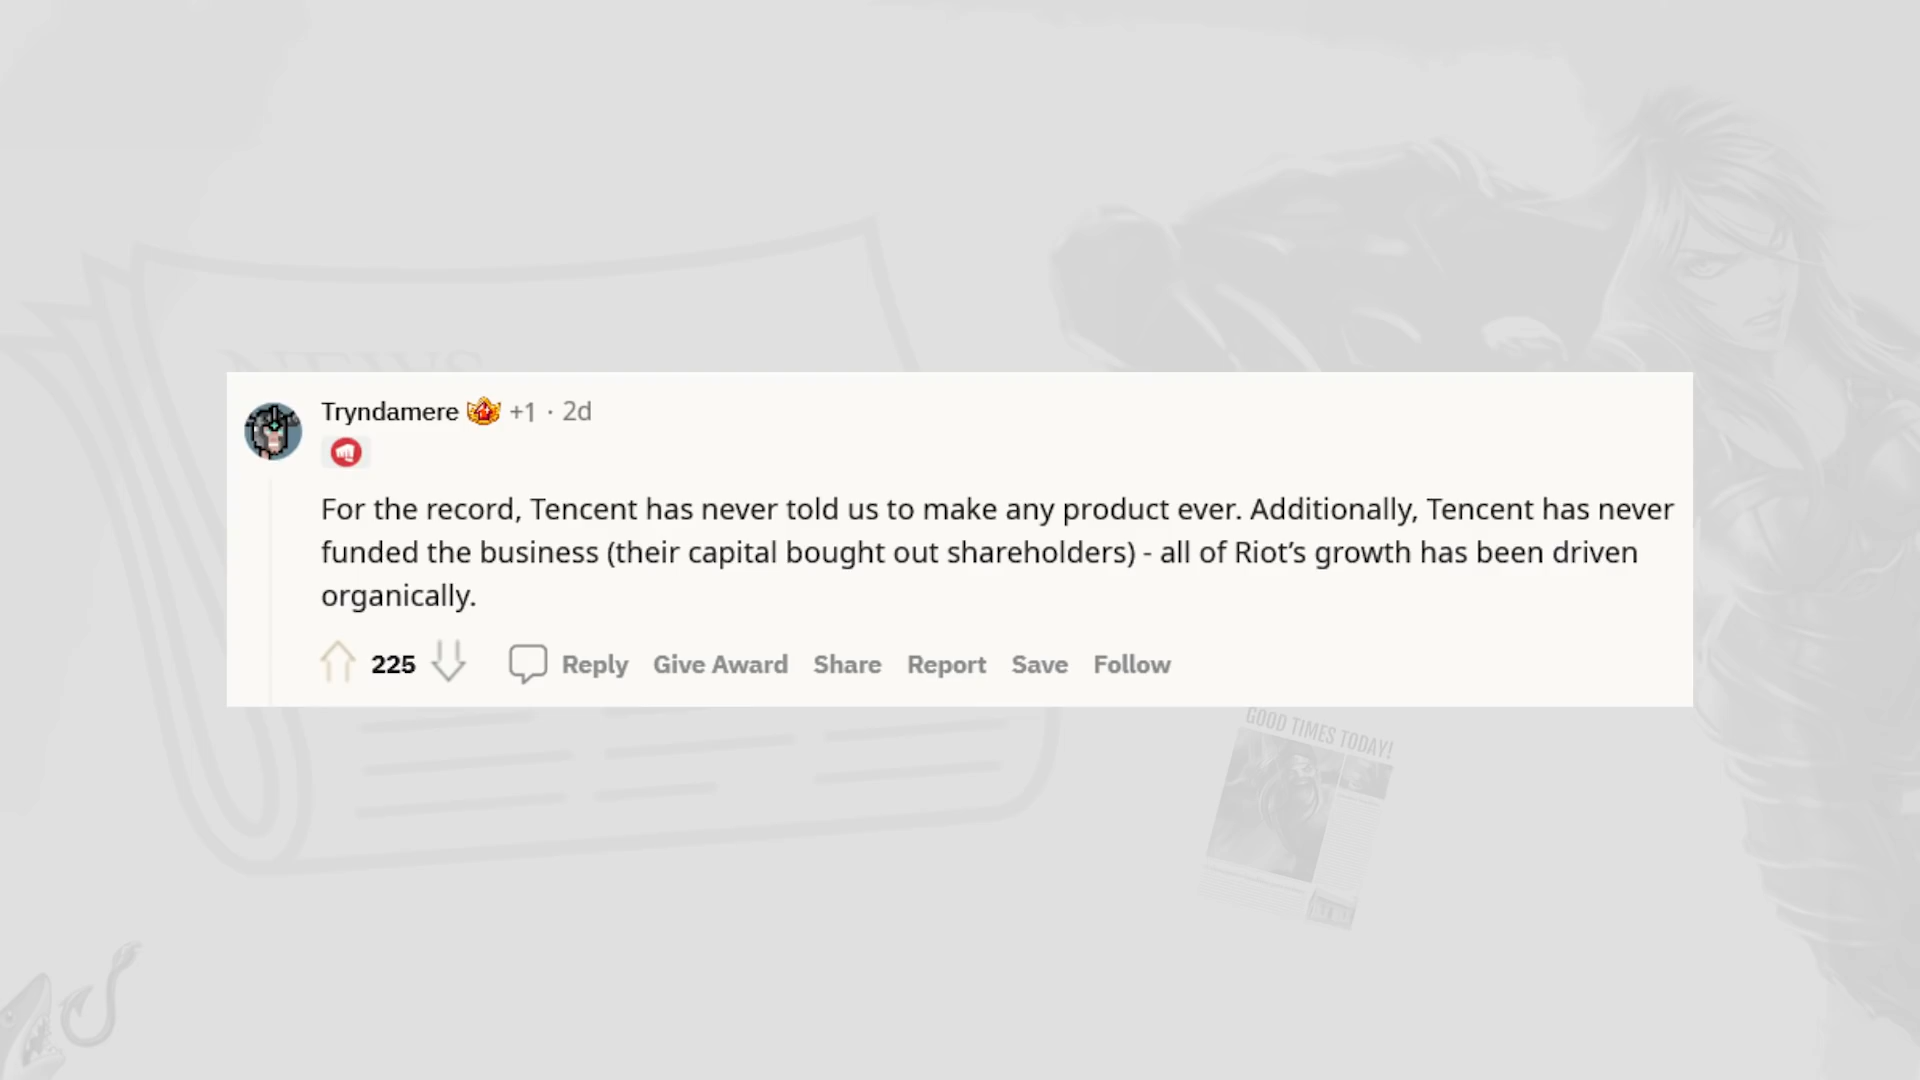 NEWS
Tryndamere +1 · 2d
For the record, Tencent has never told us to make any product ever. Additionally, Tencent has never
funded the business (their capital bought out shareholders) - all of Riot’s growth has been driven
organically.
225 Reply Give Award Share Report Save Follow
GOOD TIMES TODAY!